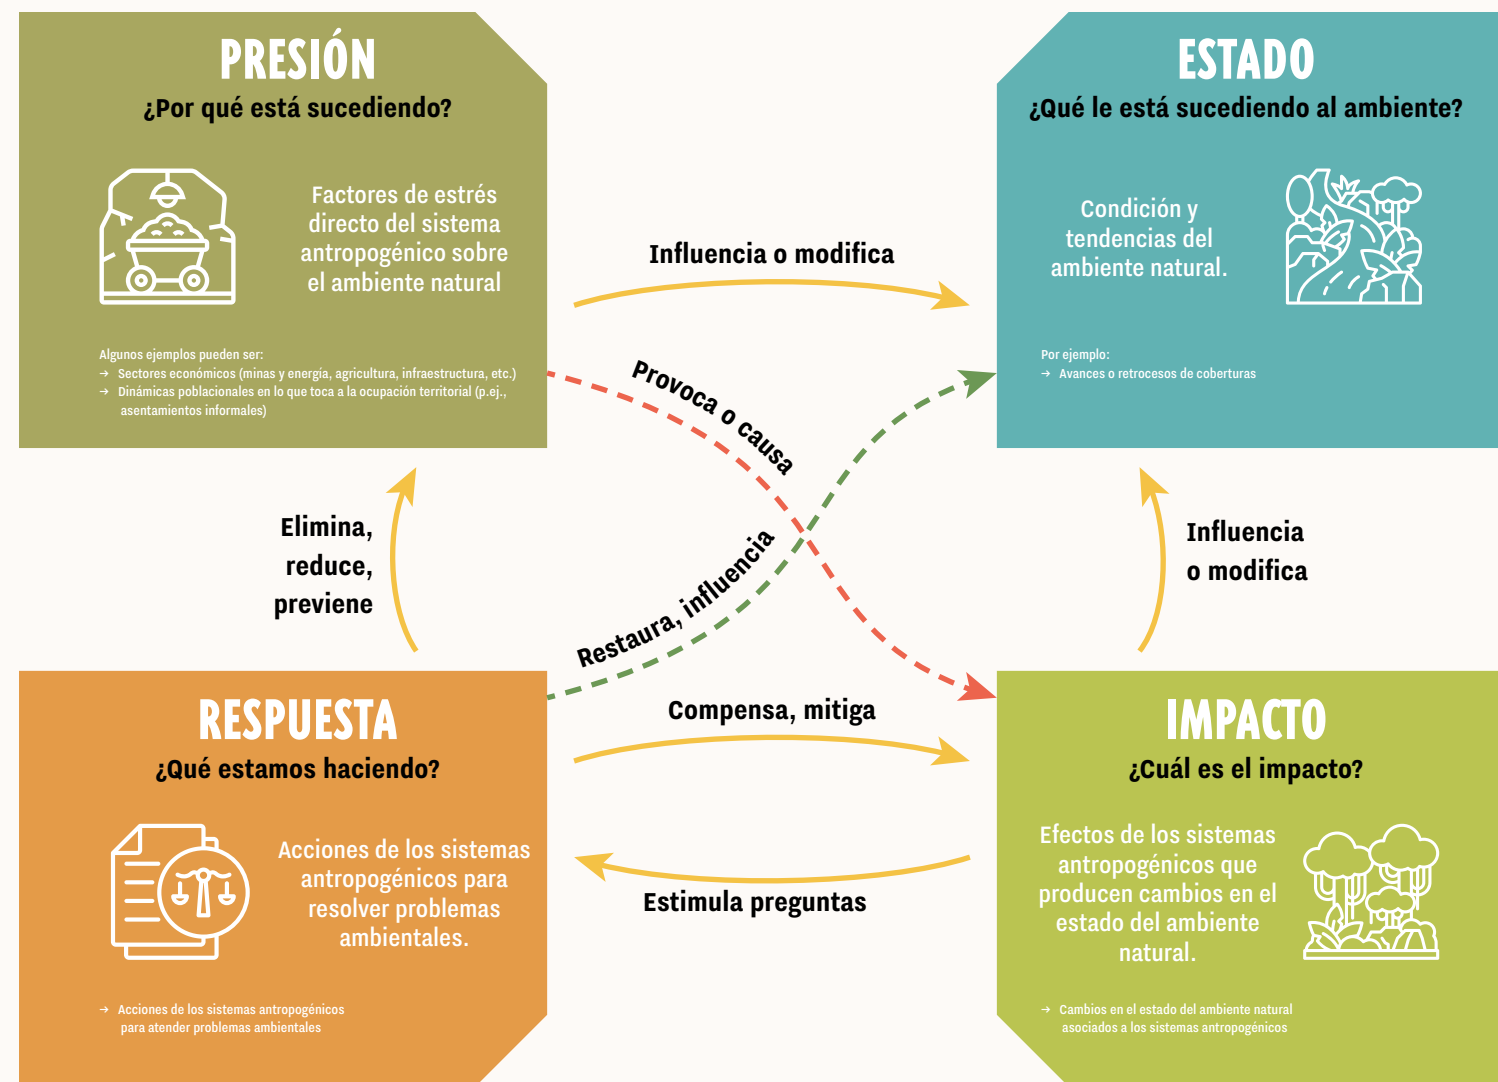 PRESIÓN
¿Por qué está sucediendo?
Factores de estrés
directo del sistema
antropogénico sobre
el ambiente natural
Algunos ejemplos pueden ser:
→ Sectores económicos (minas y energía, agricultura, infraestructura, etc.)
→ Dinámicas poblacionales en lo que toca a la ocupación territorial (p.ej.,
asentamientos informales)
Influencia o modifica
ESTADO
¿Qué le está sucediendo al ambiente?
Condición y
tendencias del
ambiente natural.
Por ejemplo:
→ Avances o retrocesos de coberturas
Provoca o causa
Restaura, influencia
Elimina,
reduce,
previene
Influencia
o modifica
RESPUESTA
¿Qué estamos haciendo?
Acciones de los sistemas
antropogénicos para
resolver problemas
ambientales.
→ Acciones de los sistemas antropogénicos
para atender problemas ambientales
Compensa, mitiga
Estimula preguntas
IMPACTO
¿Cuál es el impacto?
Efectos de los sistemas
antropogénicos que
producen cambios en el
estado del ambiente
natural.
→ Cambios en el estado del ambiente natural
asociados a los sistemas antropogénicos